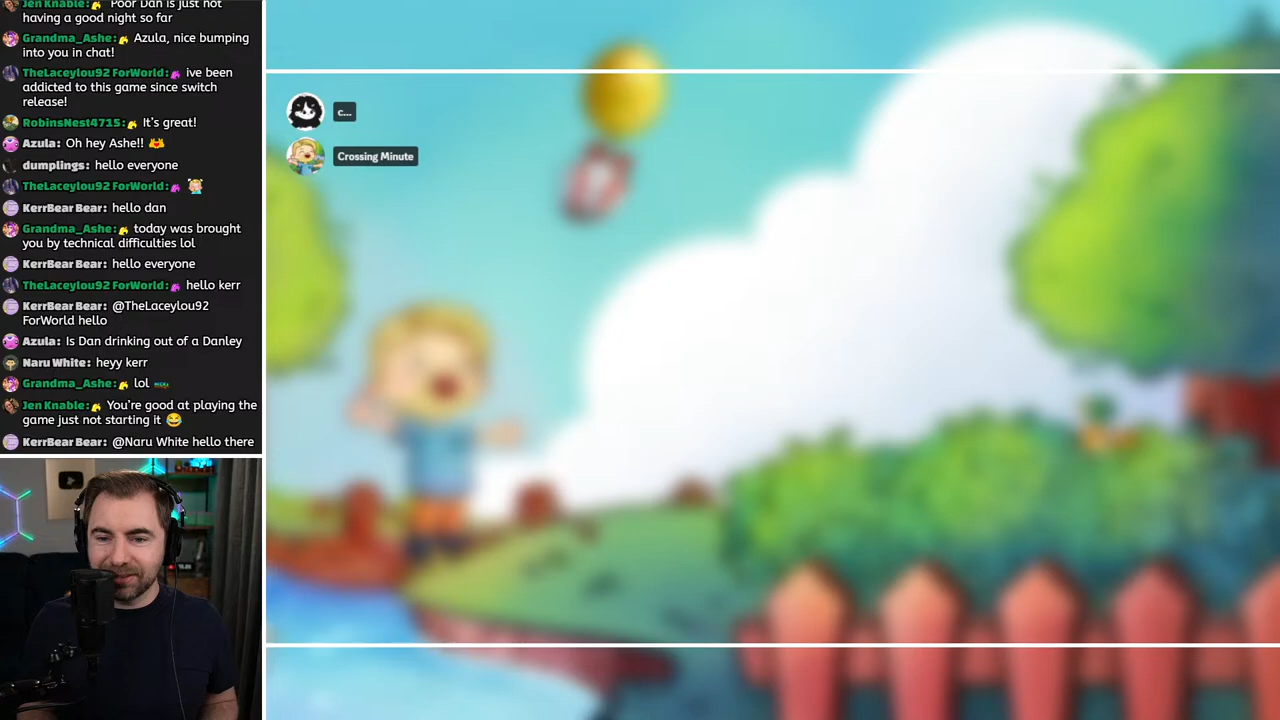 Jen Knable: Poor Dan is just not
having a good night so far
Grandma_Ashe: Azula, nice bumping
into you in chat!
TheLaceylou92 ForWorld: ive been
addicted to this game since switch
release!
RobinsNest4715: It's great!
Azula: Oh hey Ashe!!
dumplings: hello everyone
TheLaceylou92 ForWorld:
KerrBear Bear: hello dan
Grandma_Ashe: today was brought
you by technical difficulties lol
KerrBear Bear: hello everyone
TheLaceylou92 ForWorld: hello kerr
KerrBear Bear: @TheLaceylou92
ForWorld hello
Azula: Is Dan drinking out of a Danley
Naru White: heyy kerr
Grandma_Ashe: lol
Jen Knable: You're good at playing the
game just not starting it 😂
KerrBear Bear: @Naru White hello there
c...
Crossing Minute